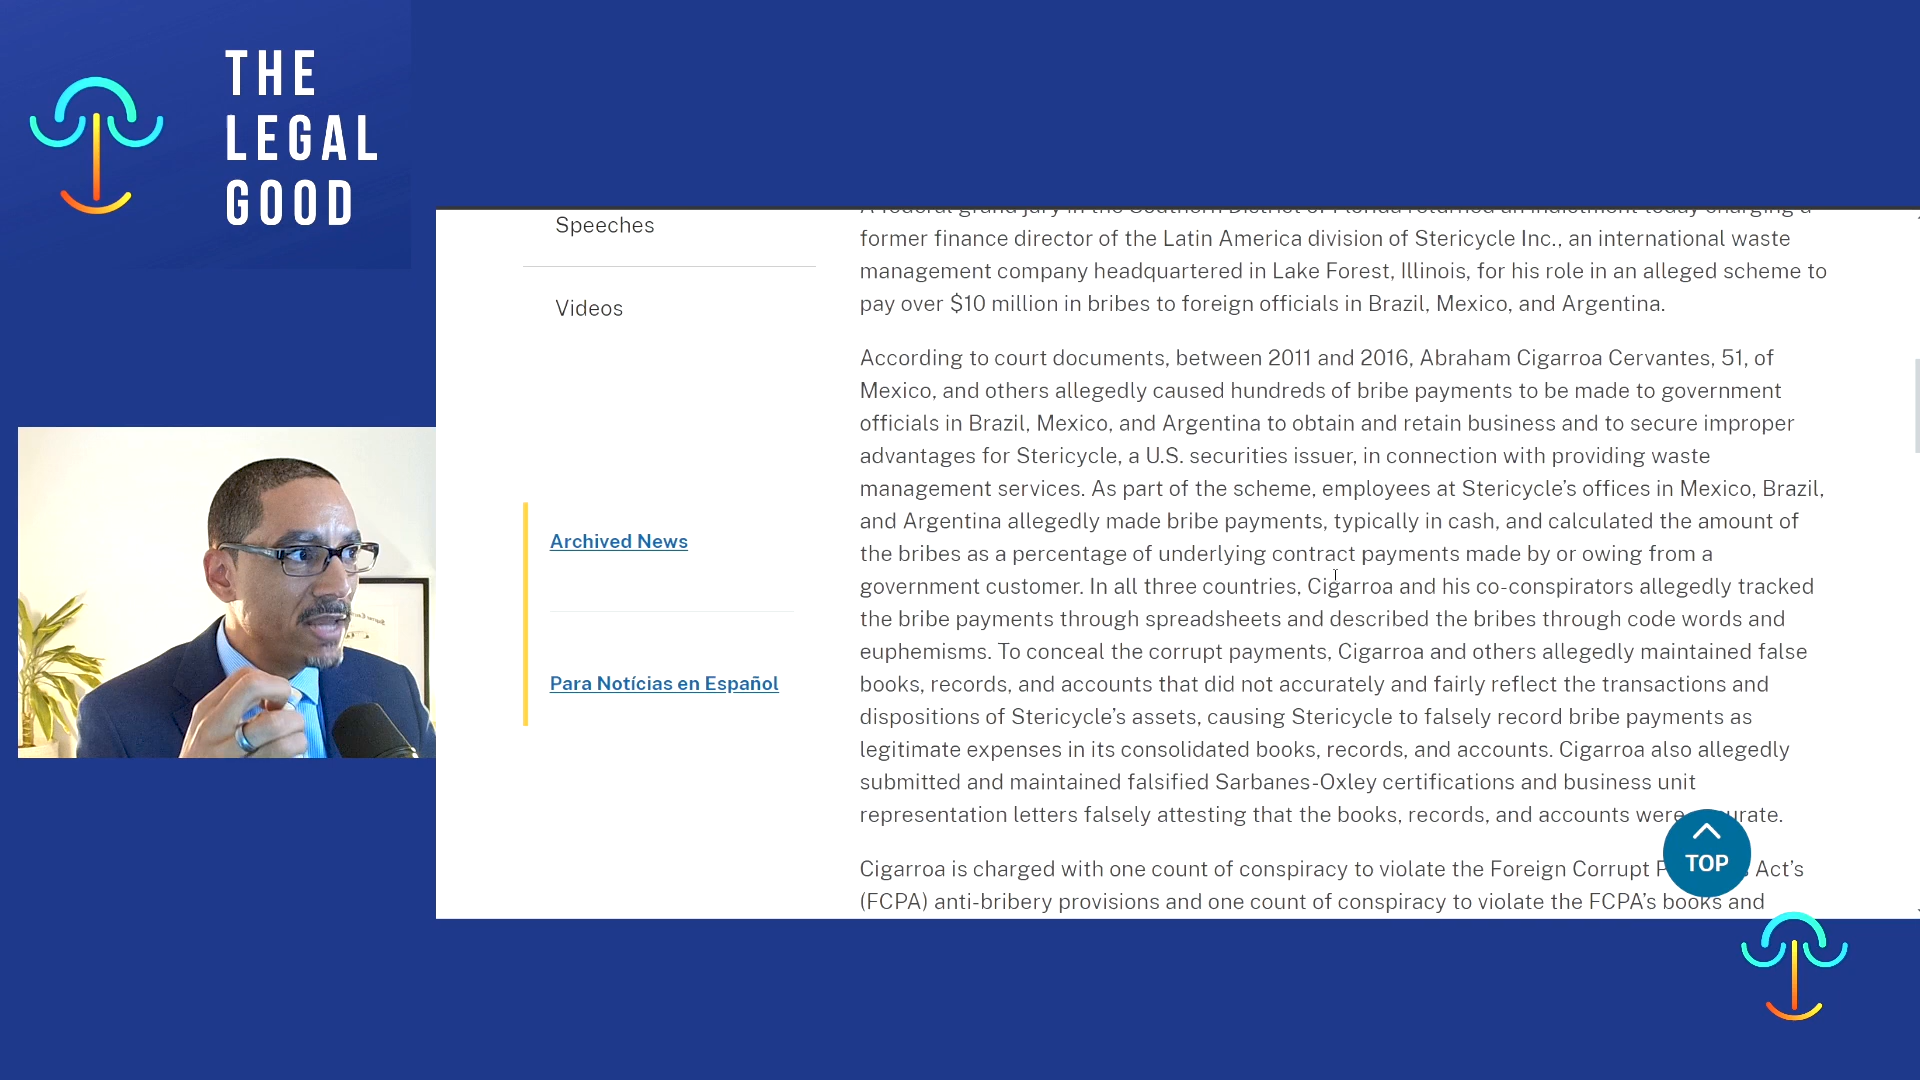 THE
LEGAL
GOOD
Speeches
Videos
Archived News
Para Notícias en Español
A federal grand jury in the Southern District of Florida returned an indictment today charging a
former finance director of the Latin America division of Stericycle Inc., an international waste
management company headquartered in Lake Forest, Illinois, for his role in an alleged scheme to
pay over $10 million in bribes to foreign officials in Brazil, Mexico, and Argentina.
According to court documents, between 2011 and 2016, Abraham Cigarroa Cervantes, 51, of
Mexico, and others allegedly caused hundreds of bribe payments to be made to government
officials in Brazil, Mexico, and Argentina to obtain and retain business and to secure improper
advantages for Stericycle, a U.S. securities issuer, in connection with providing waste
management services. As part of the scheme, employees at Stericycle’s offices in Mexico, Brazil,
and Argentina allegedly made bribe payments, typically in cash, and calculated the amount of
the bribes as a percentage of underlying contract payments made by or owing from a
government customer. In all three countries, Cigarroa and his co-conspirators allegedly tracked
the bribe payments through spreadsheets and described the bribes through code words and
euphemisms. To conceal the corrupt payments, Cigarroa and others allegedly maintained false
books, records, and accounts that did not accurately and fairly reflect the transactions and
dispositions of Stericycle’s assets, causing Stericycle to falsely record bribe payments as
legitimate expenses in its consolidated books, records, and accounts. Cigarroa also allegedly
submitted and maintained falsified Sarbanes-Oxley certifications and business unit
representation letters falsely attesting that the books, records, and accounts were
Cigarroa is charged with one count of conspiracy to violate the Foreign Corrupt Act’s
(FCPA) anti-bribery provisions and one count of conspiracy to violate the FCPA’s books and
TOP